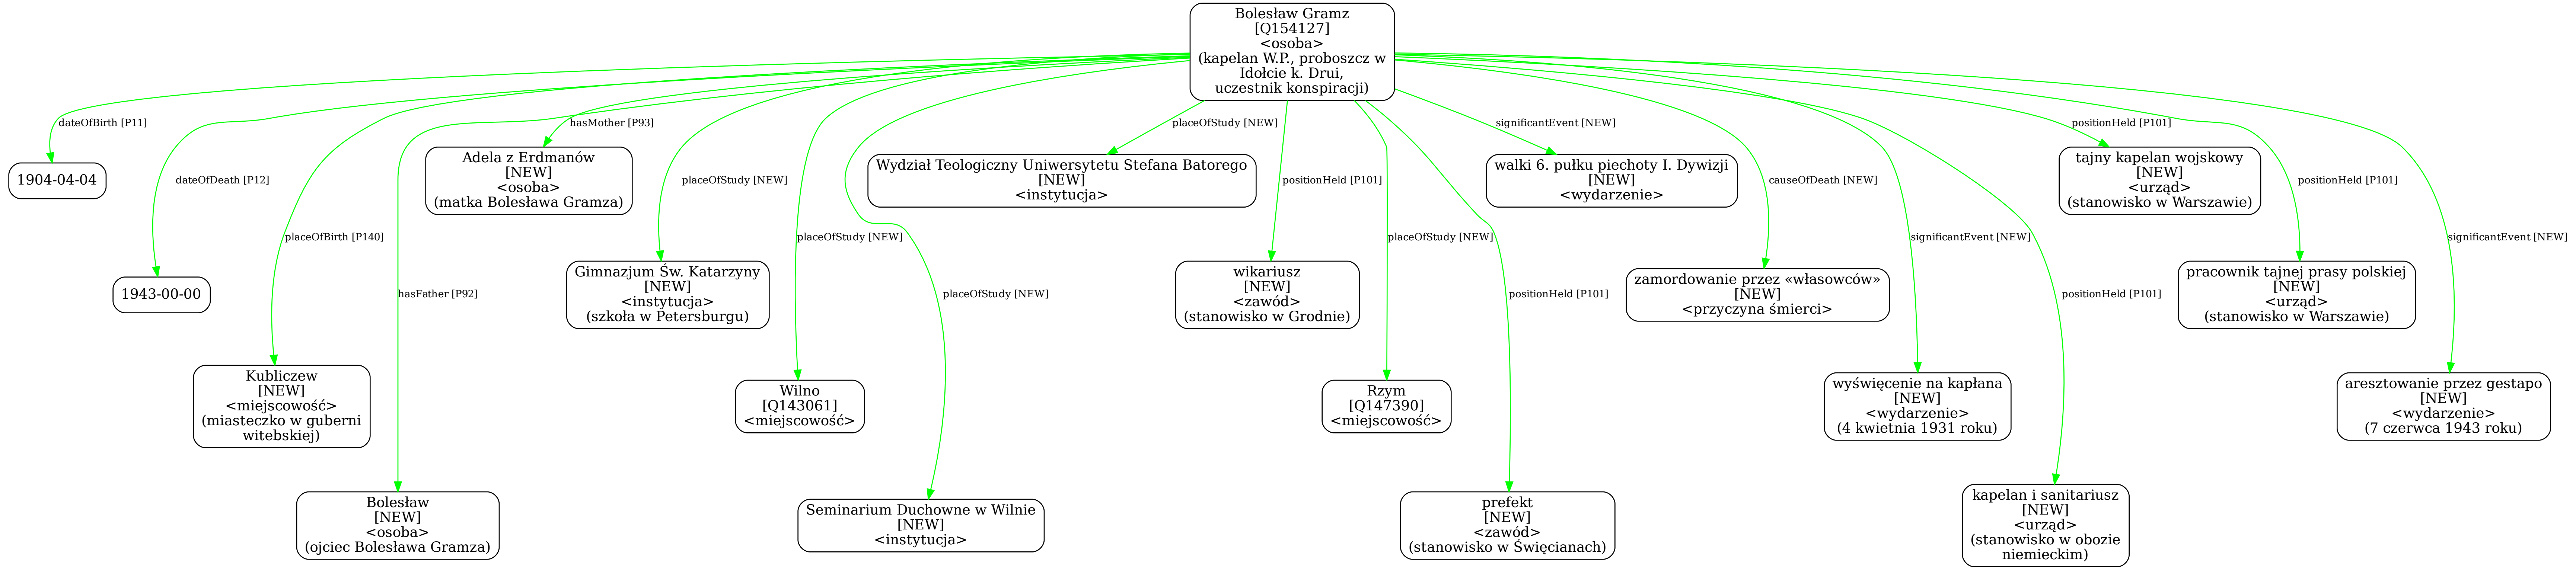 Bolesław Gramz
[Q154127]
<osoba>
(kapelan W.P., proboszcz w
Idołcie k. Drui,
uczestnik konspiracji)
dateOfBirth [P11]
1904-04-04
dateOfDeath [P12]
1943-00-00
placeOfBirth [P140]
Kubliczew
[NEW]
<miejscowość>
(miasteczko w guberni
witebskiej)
hasFather [P92]
Bolesław
[NEW]
<osoba>
(ojciec Bolesława Gramza)
hasMother [P93]
Adela z Erdmanów
[NEW]
<osoba>
(matka Bolesława Gramza)
placeOfStudy [NEW]
Gimnazjum Św. Katarzyny
[NEW]
<instytucja>
(szkoła w Petersburgu)
placeOfStudy [NEW]
Wilno
[Q143061]
<miejscowość>
placeOfStudy [NEW]
Seminarium Duchowne w Wilnie
[NEW]
<instytucja>
placeOfStudy [NEW]
Wydział Teologiczny Uniwersytetu Stefana Batorego
[NEW]
<instytucja>
positionHeld [P101]
wikariusz
[NEW]
<zawód>
(stanowisko w Grodnie)
placeOfStudy [NEW]
Rzym
[Q147390]
<miejscowość>
positionHeld [P101]
prefekt
[NEW]
<zawód>
(stanowisko w Święcianach)
significantEvent [NEW]
walki 6. pułku piechoty I. Dywizji
[NEW]
<wydarzenie>
causeOfDeath [NEW]
zamordowanie przez «własowców»
[NEW]
<przyczyna śmierci>
significantEvent [NEW]
wyświęcenie na kapłana
[NEW]
<wydarzenie>
(4 kwietnia 1931 roku)
positionHeld [P101]
kapelan i sanitariusz
[NEW]
<urząd>
(stanowisko w obozie
niemieckim)
positionHeld [P101]
tajny kapelan wojskowy
[NEW]
<urząd>
(stanowisko w Warszawie)
positionHeld [P101]
pracownik tajnej prasy polskiej
[NEW]
<urząd>
(stanowisko w Warszawie)
significantEvent [NEW]
aresztowanie przez gestapo
[NEW]
<wydarzenie>
(7 czerwca 1943 roku)